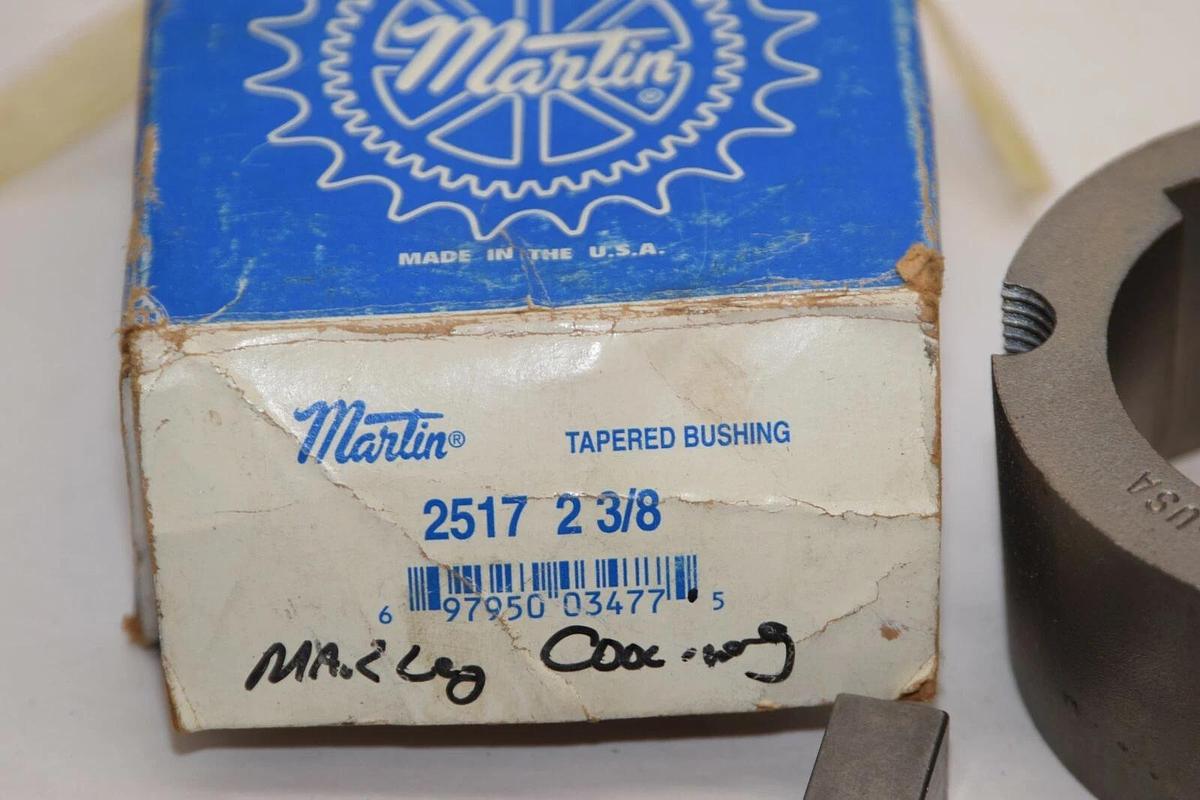 Martin®
MADE IN THE U.S.A.
Martin® TAPERED BUSHING
2517 2 3/8
6 97950 03477 5
USA